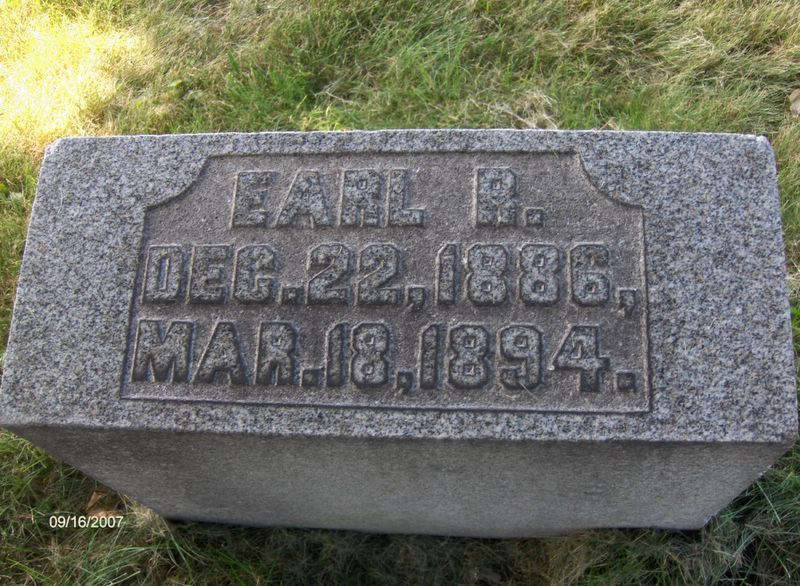 EARL R.
DEC. 22, 1886,
MAR. 18, 1894.
09/16/2007